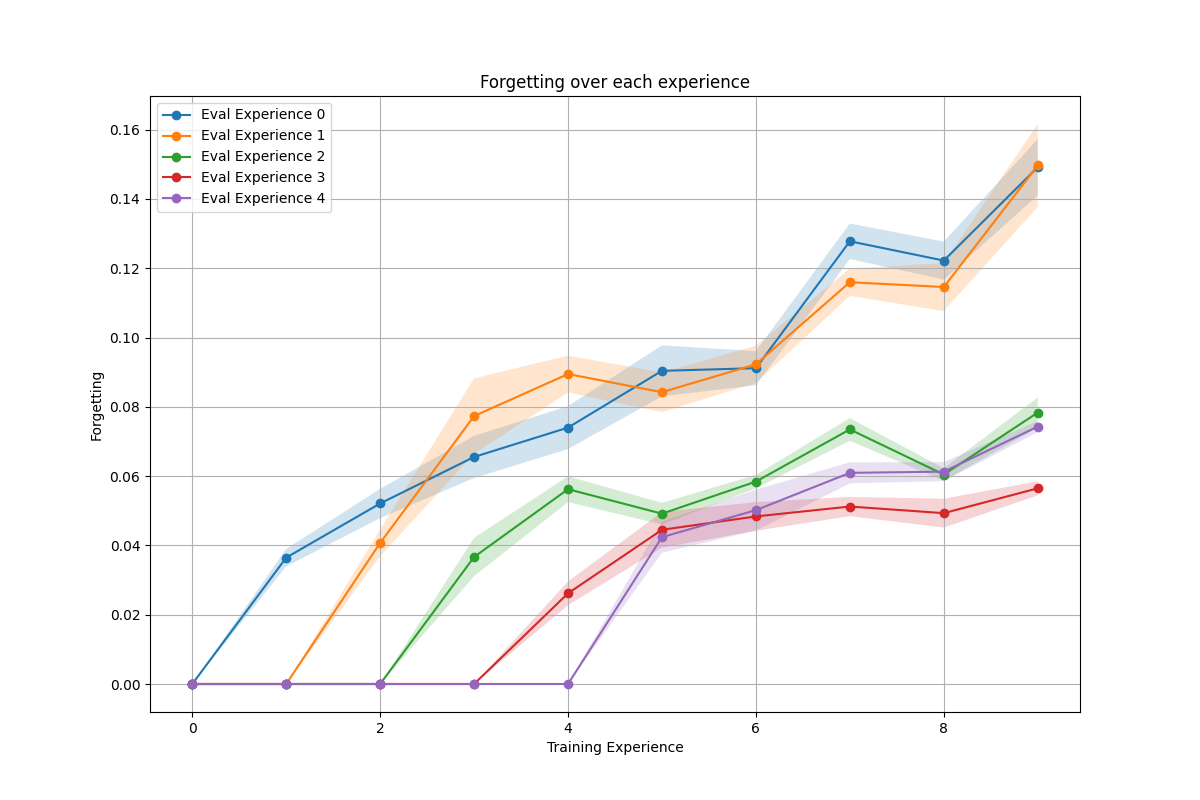 Forgetting over each experience
Eval Experience 0
Eval Experience 1
Eval Experience 2
Eval Experience 3
Eval Experience 4
Forgetting
0.16
0.14
0.12
0.10
0.08
0.06
0.04
0.02
0.00
0 2 4 6 8
Training Experience